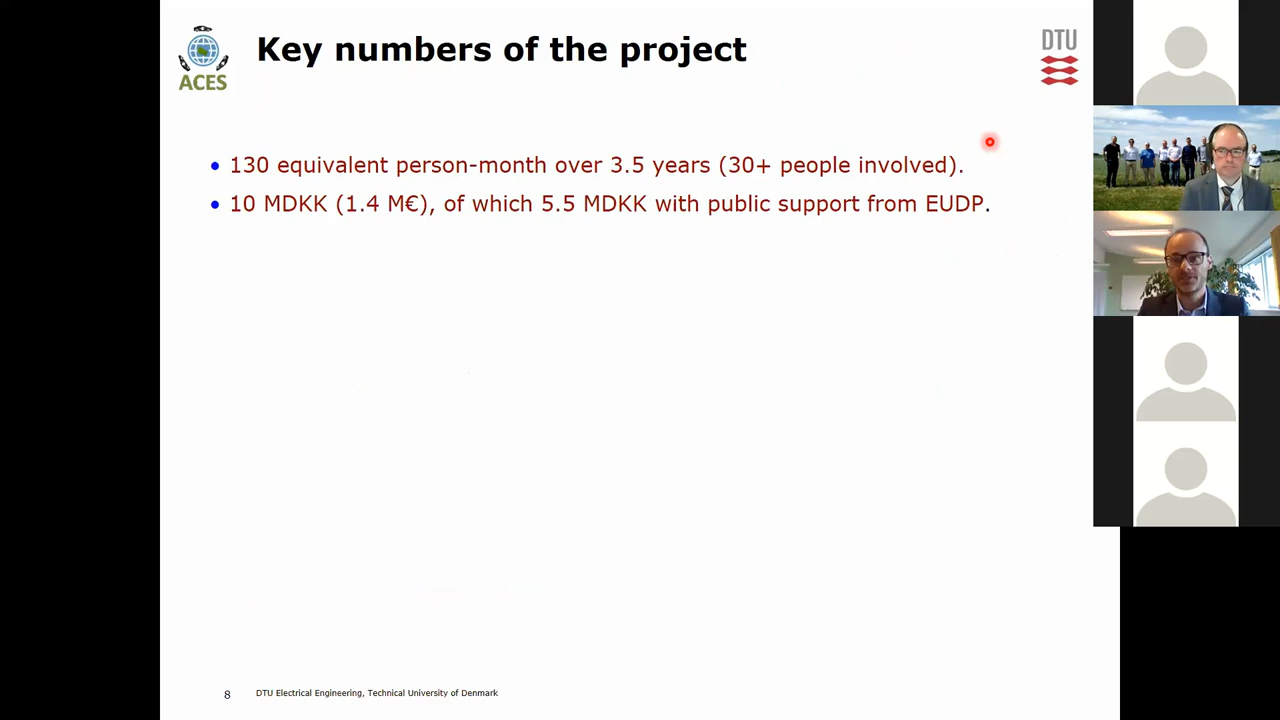 Key numbers of the project
DTU
ACES
130 equivalent person-month over 3.5 years (30+ people involved).
10 MDKK (1.4 M€), of which 5.5 MDKK with public support from EUDP.
8 DTU Electrical Engineering, Technical University of Denmark